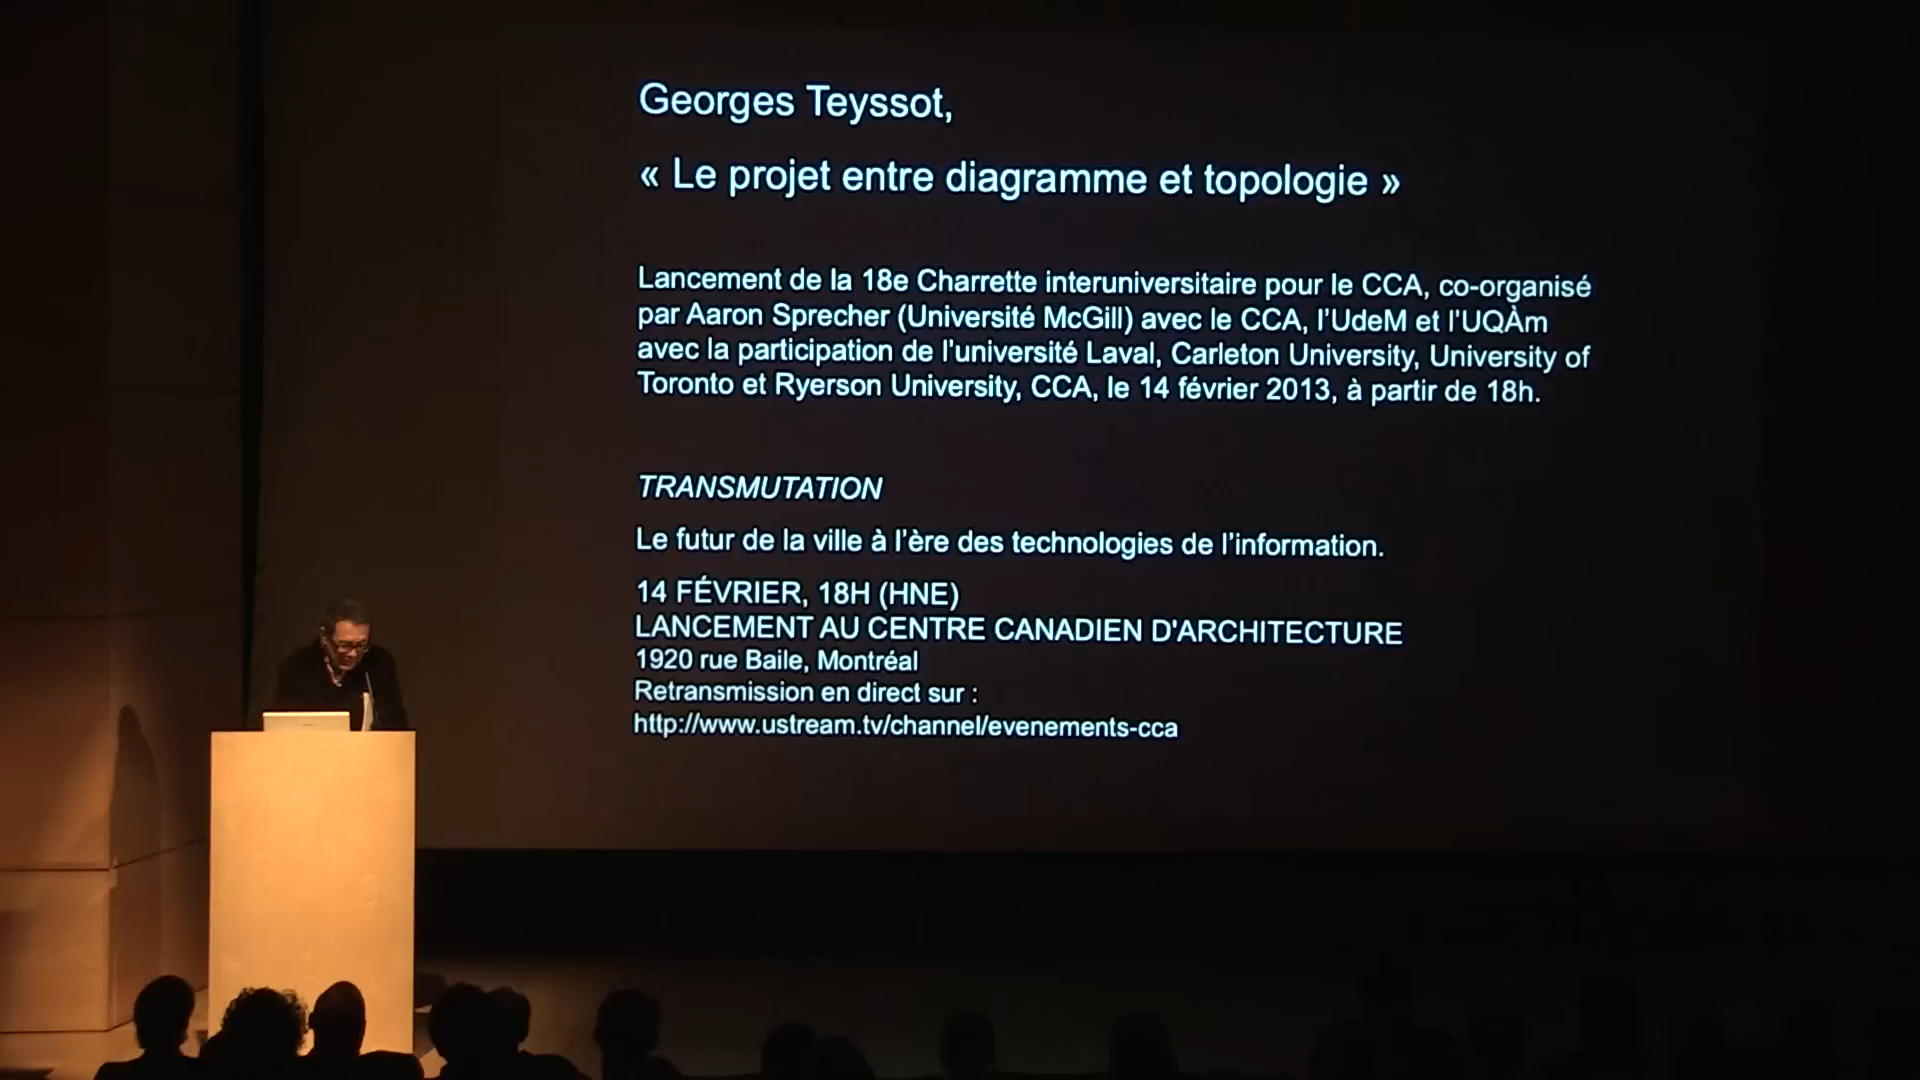 Georges Teyssot,
« Le projet entre diagramme et topologie »
Lancement de la 18e Charrette interuniversitaire pour le CCA, co-organisé
par Aaron Sprecher (Université McGill) avec le CCA, l’UdeM et l’UQÀm
avec la participation de l’université Laval, Carleton University, University of
Toronto et Ryerson University, CCA, le 14 février 2013, à partir de 18h.
TRANSMUTATION
Le futur de la ville à l’ère des technologies de l’information.
14 FÉVRIER, 18H (HNE)
LANCEMENT AU CENTRE CANADIEN D'ARCHITECTURE
1920 rue Baile, Montréal
Retransmission en direct sur :
http://www.ustream.tv/channel/evenements-cca